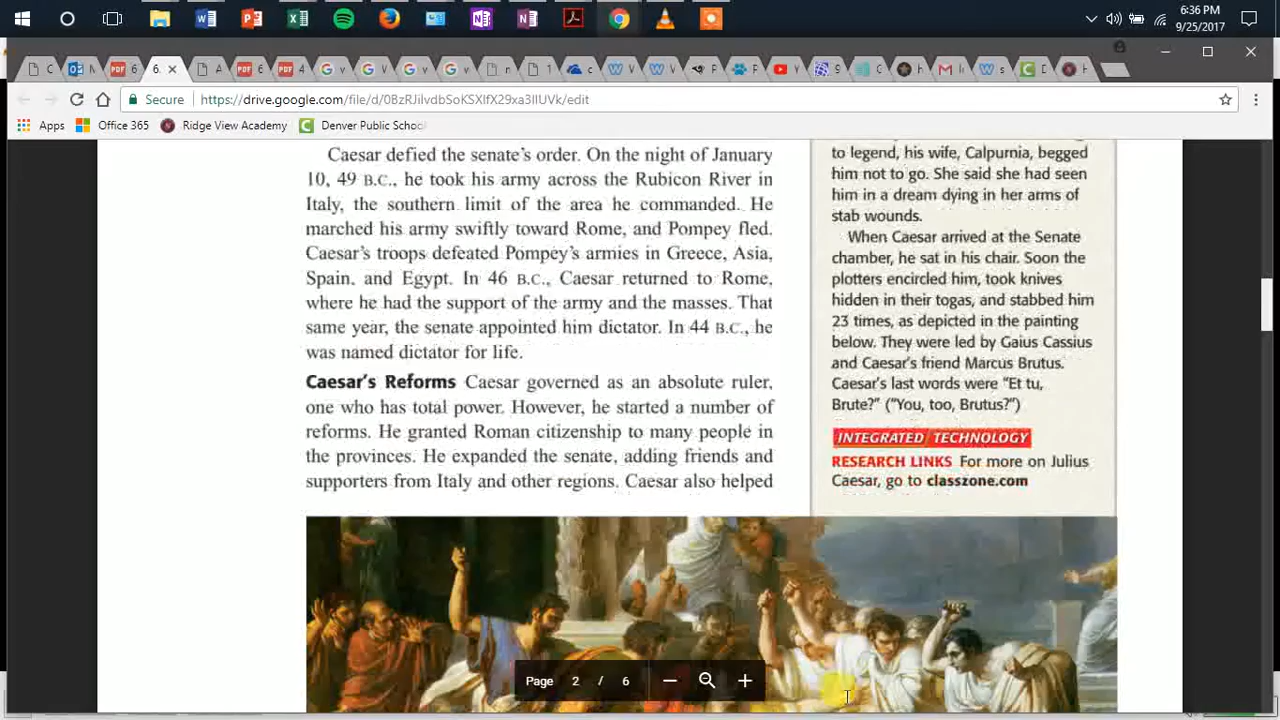 6:36 PM
9/25/2017
Secure
https://drive.google.com/file/d/0BzRJilvdbSoKSXlfX29xa3lIUVk/edit
Apps
Office 365
Ridge View Academy
Denver Public Schoo
Caesar defied the senate's order. On the night of January
10, 49 B.C., he took his army across the Rubicon River in
Italy, the southern limit of the area he commanded. He
marched his army swiftly toward Rome, and Pompey fled.
Caesar's troops defeated Pompey's armies in Greece, Asia,
Spain, and Egypt. In 46 B.C., Caesar returned to Rome,
where he had the support of the army and the masses. That
same year, the senate appointed him dictator. In 44 B.C., he
was named dictator for life.
Caesar's Reforms Caesar governed as an absolute ruler,
one who has total power. However, he started a number of
reforms. He granted Roman citizenship to many people in
the provinces. He expanded the senate, adding friends and
supporters from Italy and other regions. Caesar also helped
to legend, his wife, Calpurnia, begged
him not to go. She said she had seen
him in a dream dying in her arms of
stab wounds.
When Caesar arrived at the Senate
chamber, he sat in his chair. Soon the
plotters encircled him, took knives
hidden in their togas, and stabbed him
23 times, as depicted in the painting
below. They were led by Gaius Cassius
and Caesar's friend Marcus Brutus.
Caesar's last words were "Et tu,
Brute?" ("You, too, Brutus?")
INTEGRATED TECHNOLOGY
RESEARCH LINKS For more on Julius
Caesar, go to classzone.com
Page 2 / 6